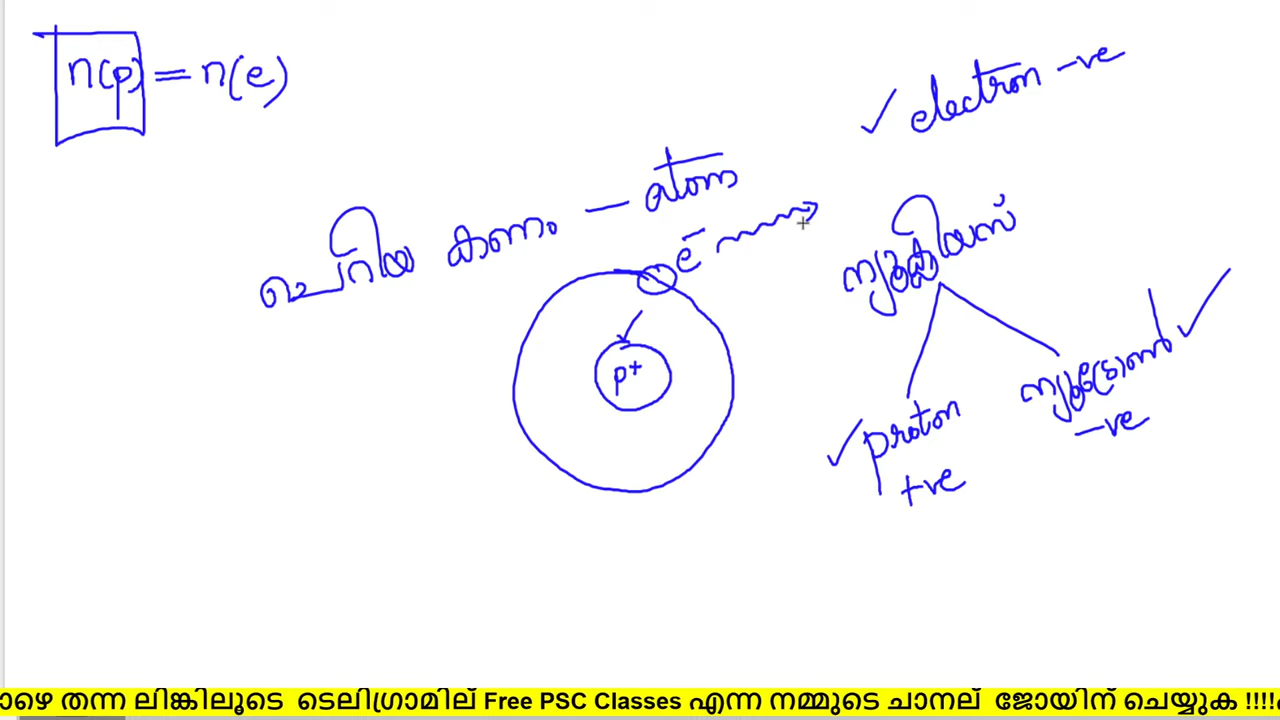 n(p) = n(e)
✓ electron -ve
ചെറിയ കണം - atom
e⁻
p+
ന്യൂക്ലിയസ്
✓ proton
+ve
ന്യൂട്രോൺ ✓
-ve
ാഴെ തന്ന ലിങ്കിലൂടെ ടെലിഗ്രാമില് Free PSC Classes എന്ന നമ്മുടെ ചാനല് ജോയിന് ചെയ്യുക !!!!